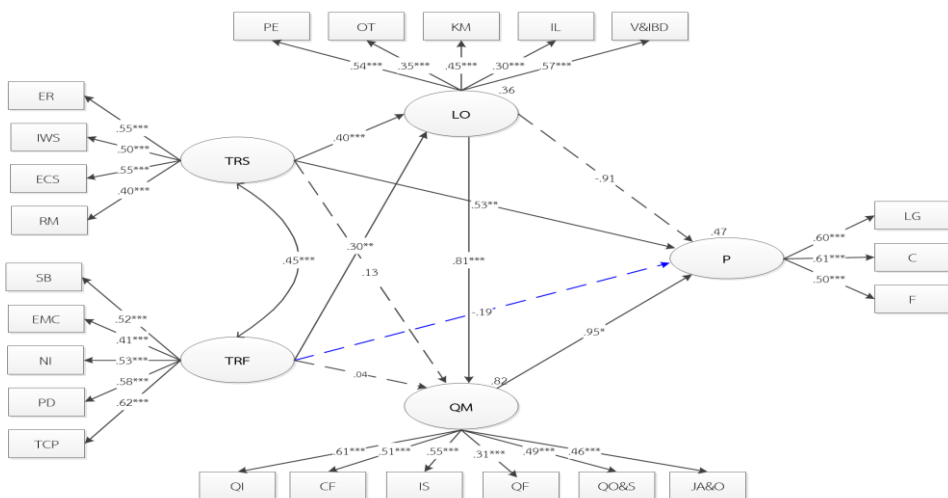 PE
OT
KM
IL
V&IBD
.54***
.35***
.45***
.30***
.57***
.36
LO
ER
IWS
ECS
RM
.55***
.50***
.55***
.40***
TRS
.40***
-.91
.53**
.30**
.13
.81***
.45***
.47
P
.60***
.61***
.50***
LG
C
F
SB
EMC
NI
PD
TCP
.52***
.41***
.53***
.58***
.62***
TRF
-.19
.04
.95*
.82
QM
.61***
.51***
.55***
.31***
.49***
.46***
QI
CF
IS
QF
QO&S
JA&O